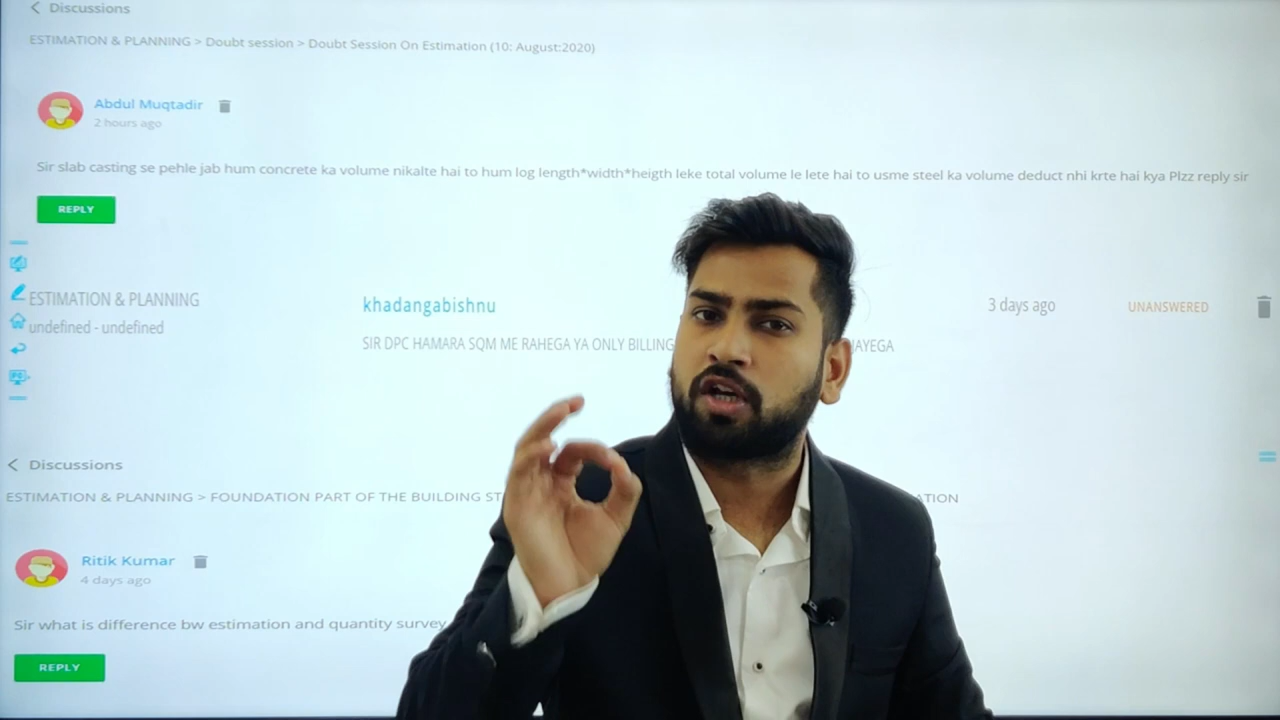 Discussions
ESTIMATION & PLANNING > Doubt session > Doubt Session On Estimation (10: August:2020)
Abdul Muqtadir
2 hours ago
Sir slab casting se pehle jab hum concrete ka volume nikalte hai to hum log length*width*heigth leke total volume le lete hai to usme steel ka volume deduct nhi krte hai kya Plzz reply sir
REPLY
ESTIMATION & PLANNING
undefined - undefined
khadangabishnu
3 days ago
UNANSWERED
SIR DPC HAMARA SQM ME RAHEGA YA ONLY BILLING JAYEGA
Discussions
ESTIMATION & PLANNING > FOUNDATION PART OF THE BUILDING
Ritik Kumar
4 days ago
Sir what is difference bw estimation and quantity survey
REPLY